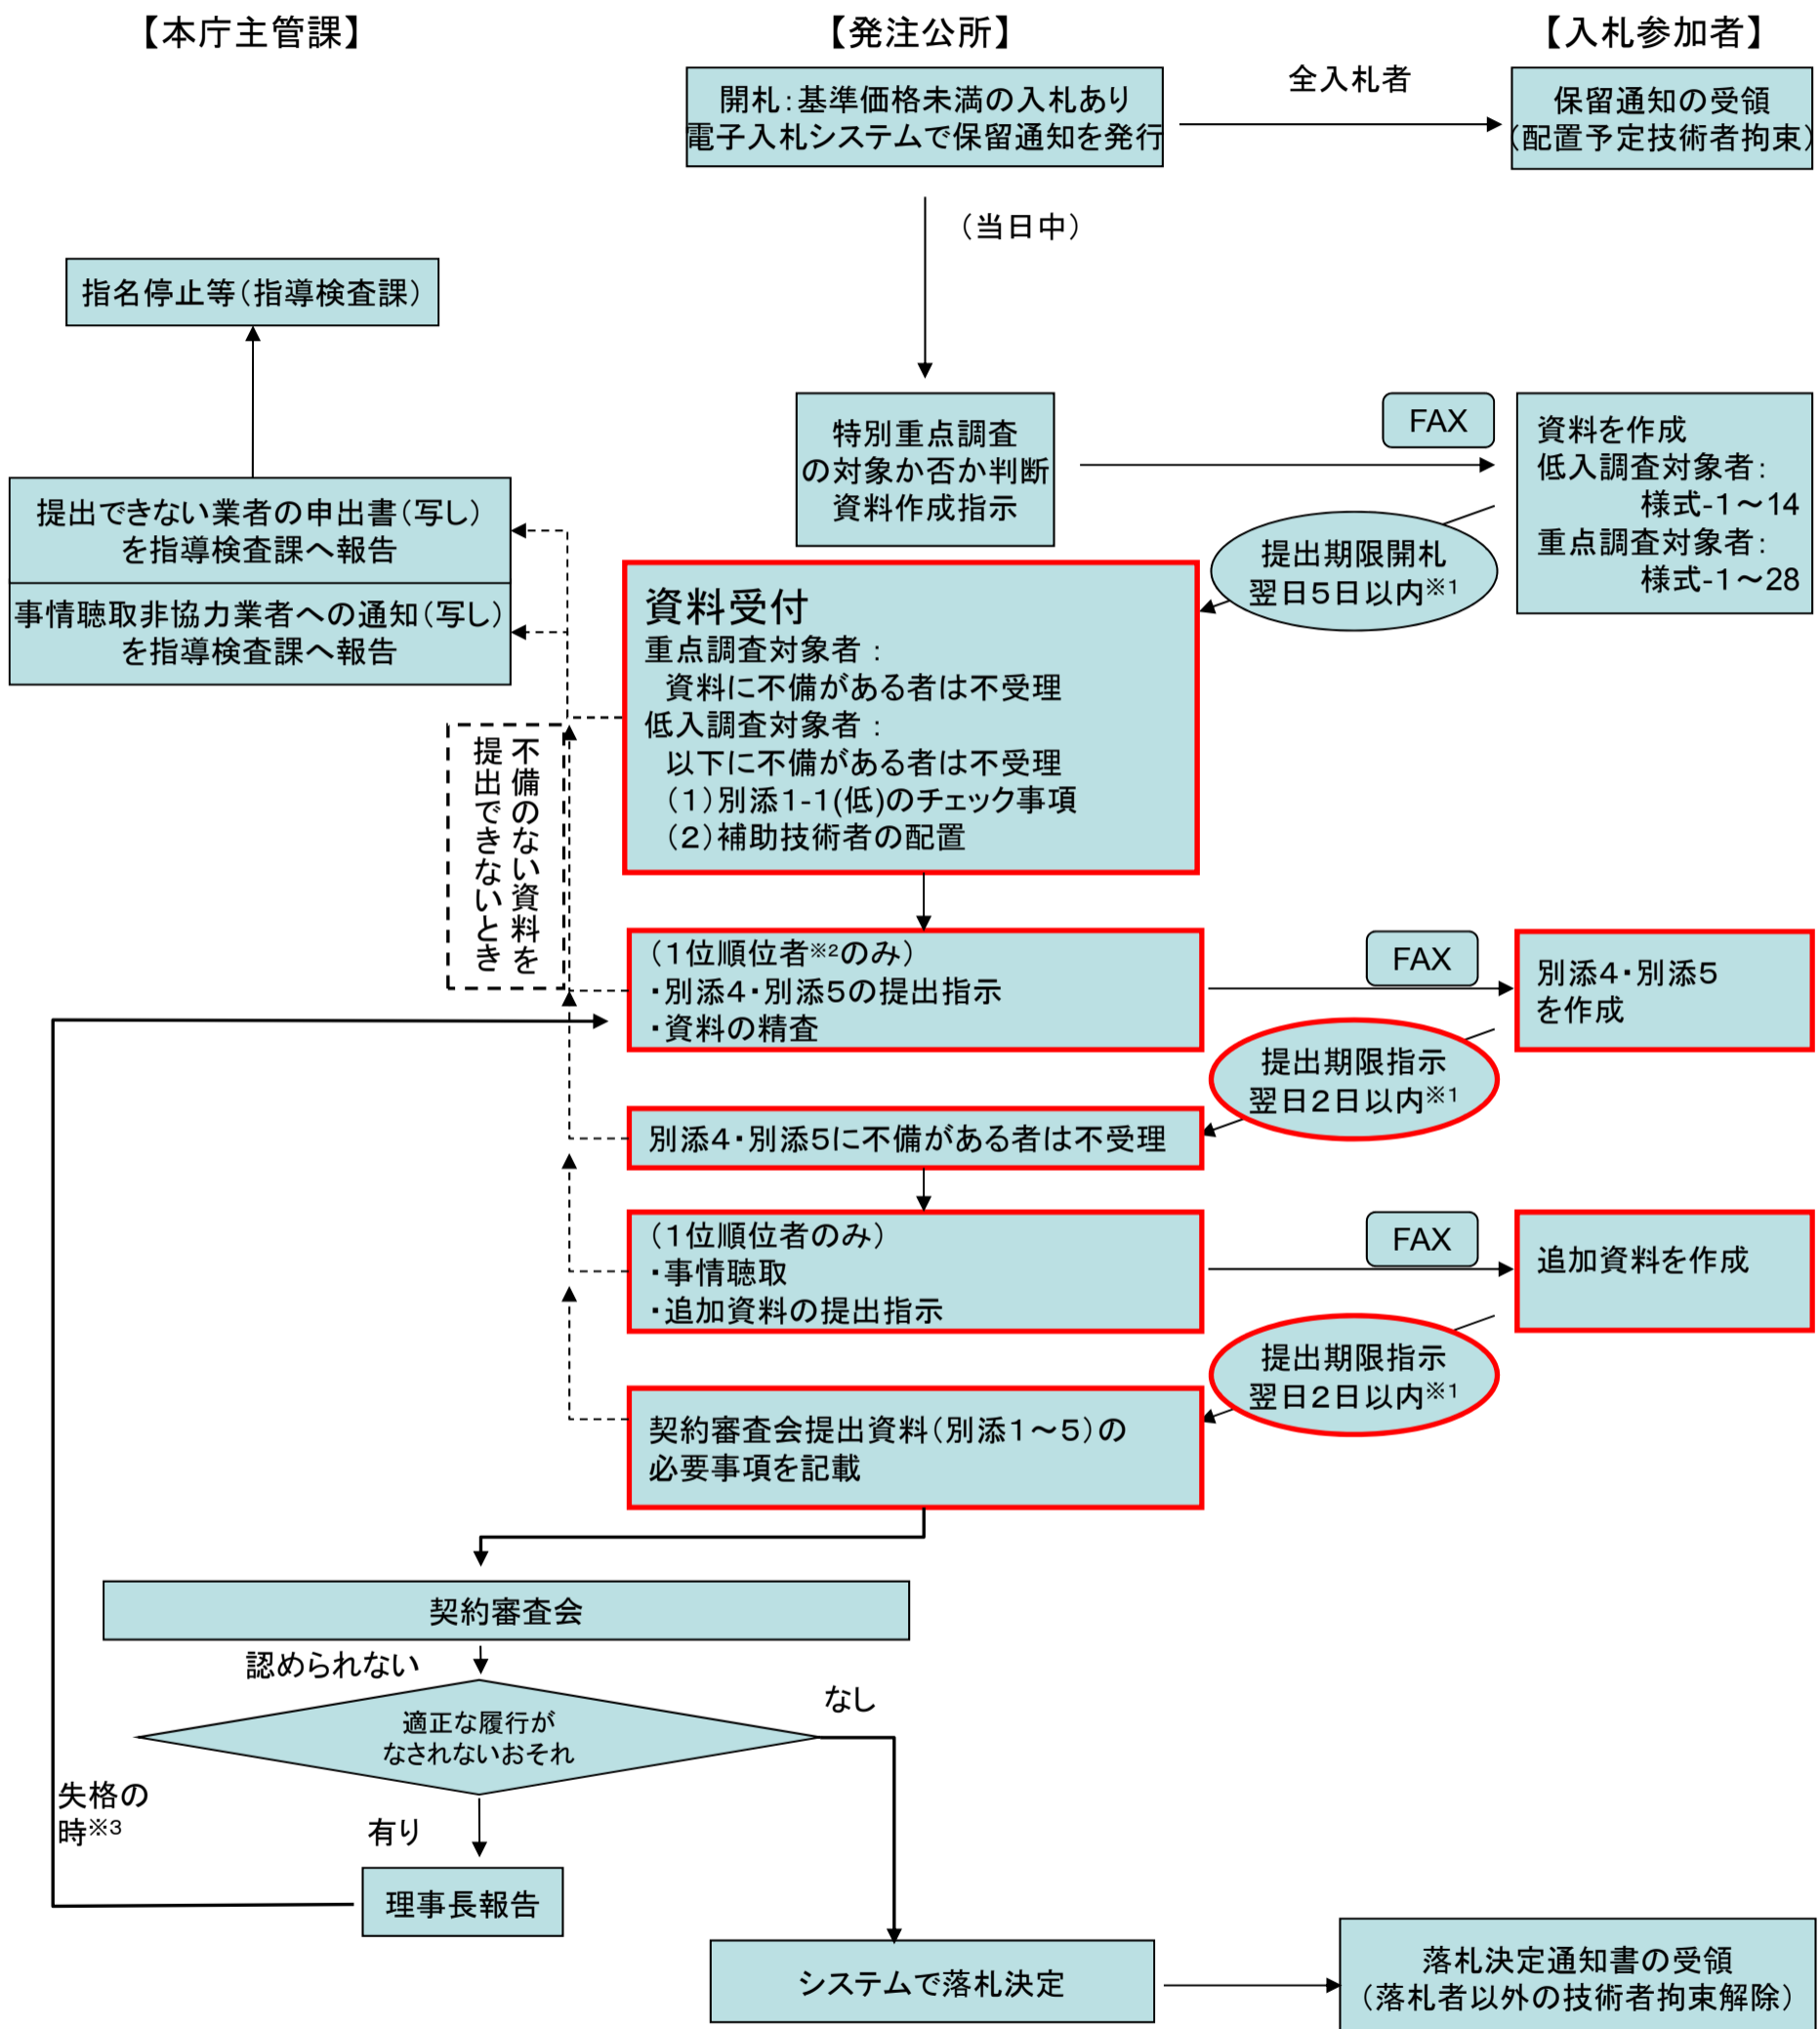 【本庁主管課】
【発注公所】
【入札参加者】
開札：基準価格未満の入札あり
電子入札システムで保留通知を発行
全入札者
保留通知の受領
（配置予定技術者拘束）
（当日中）
指名停止等（指導検査課）
特別重点調査
の対象か否か判断
資料作成指示
FAX
資料を作成
低入調査対象者：
様式-1～14
重点調査対象者：
様式-1～28
提出できない業者の申出書（写し）
を指導検査課へ報告
事情聴取非協力業者への通知（写し）
を指導検査課へ報告
提出期限開札
翌日５日以内※1
資料受付
重点調査対象者：
資料に不備がある者は不受理
低入調査対象者：
以下に不備がある者は不受理
（１）別添１-１(低)のチェック事項
（２）補助技術者の配置
不備のない資料を
提出できないとき
（１位順位者※2のみ）
・別添４・別添５の提出指示
・資料の精査
FAX
別添４・別添５
を作成
提出期限指示
翌日２日以内※1
別添４・別添５に不備がある者は不受理
（１位順位者のみ）
・事情聴取
・追加資料の提出指示
FAX
追加資料を作成
提出期限指示
翌日２日以内※1
契約審査会提出資料（別添１～５）の
必要事項を記載
契約審査会
認められない
なし
適正な履行が
なされないおそれ
失格の
時※3
有り
理事長報告
システムで落札決定
落札決定通知書の受領
（落札者以外の技術者拘束解除）